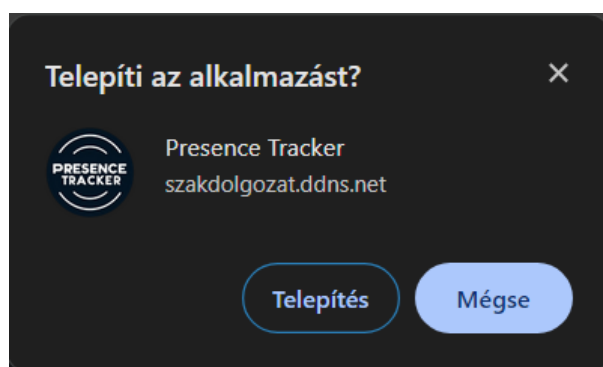 Telepíti az alkalmazást?
PRESENCE
TRACKER
Presence Tracker
szakdolgozat.ddns.net
Telepítés
Mégse